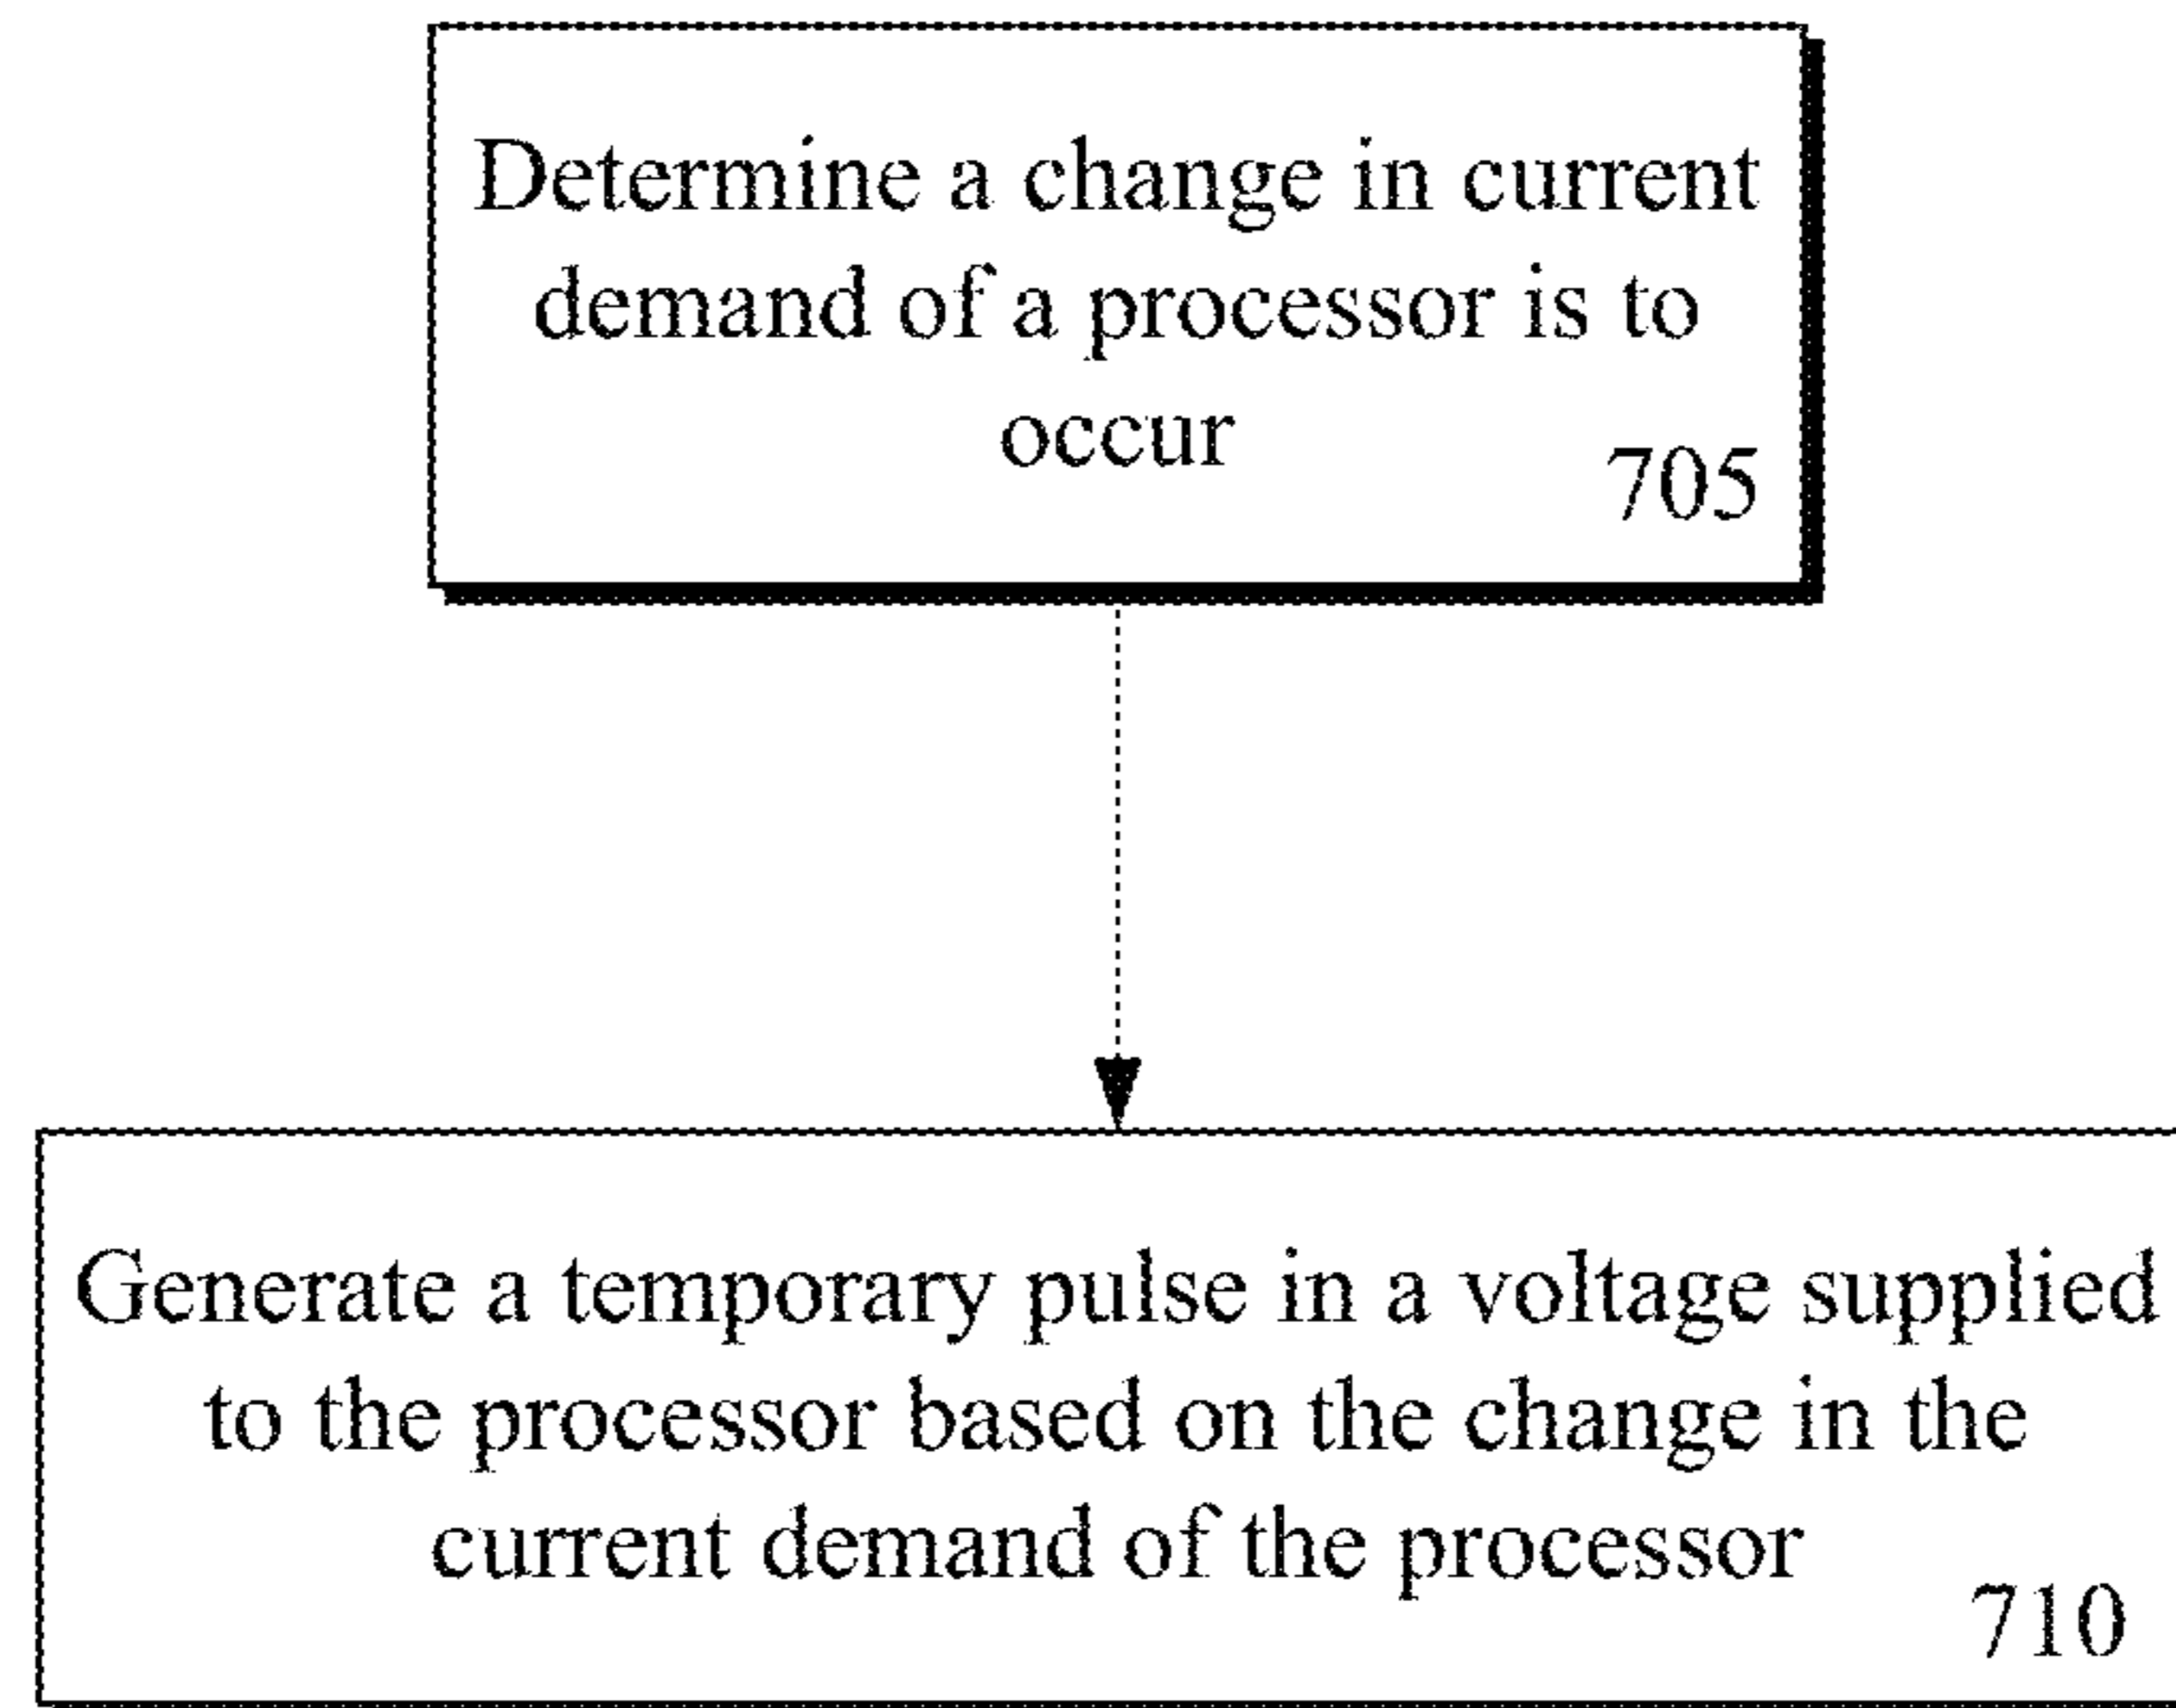 Determine a change in current
demand of a processor is to
occur
705
Generate a temporary pulse in a voltage supplied
to the processor based on the change in the
current demand of the processor
710